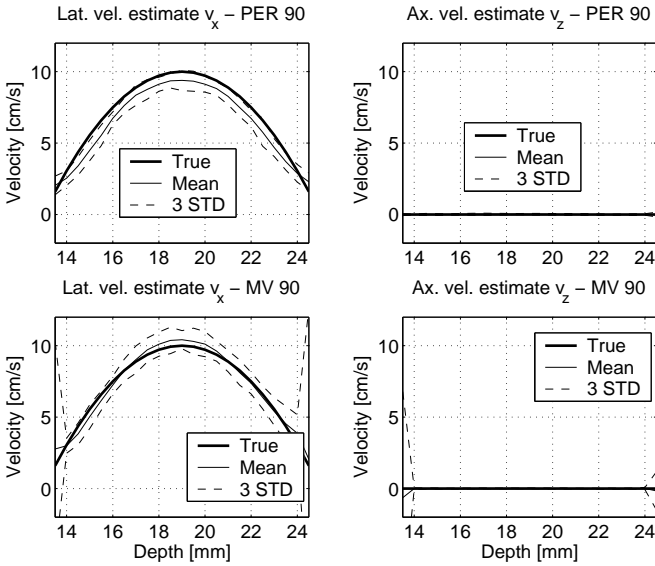 Lat. vel. estimate v_x – PER 90
Velocity [cm/s]
10
5
0
True
Mean
3 STD
14 16 18 20 22 24
Ax. vel. estimate v_z – PER 90
Velocity [cm/s]
10
5
0
True
Mean
3 STD
14 16 18 20 22 24
Lat. vel. estimate v_x – MV 90
Velocity [cm/s]
10
5
0
True
Mean
3 STD
14 16 18 20 22 24
Depth [mm]
Ax. vel. estimate v_z – MV 90
Velocity [cm/s]
10
5
0
True
Mean
3 STD
14 16 18 20 22 24
Depth [mm]